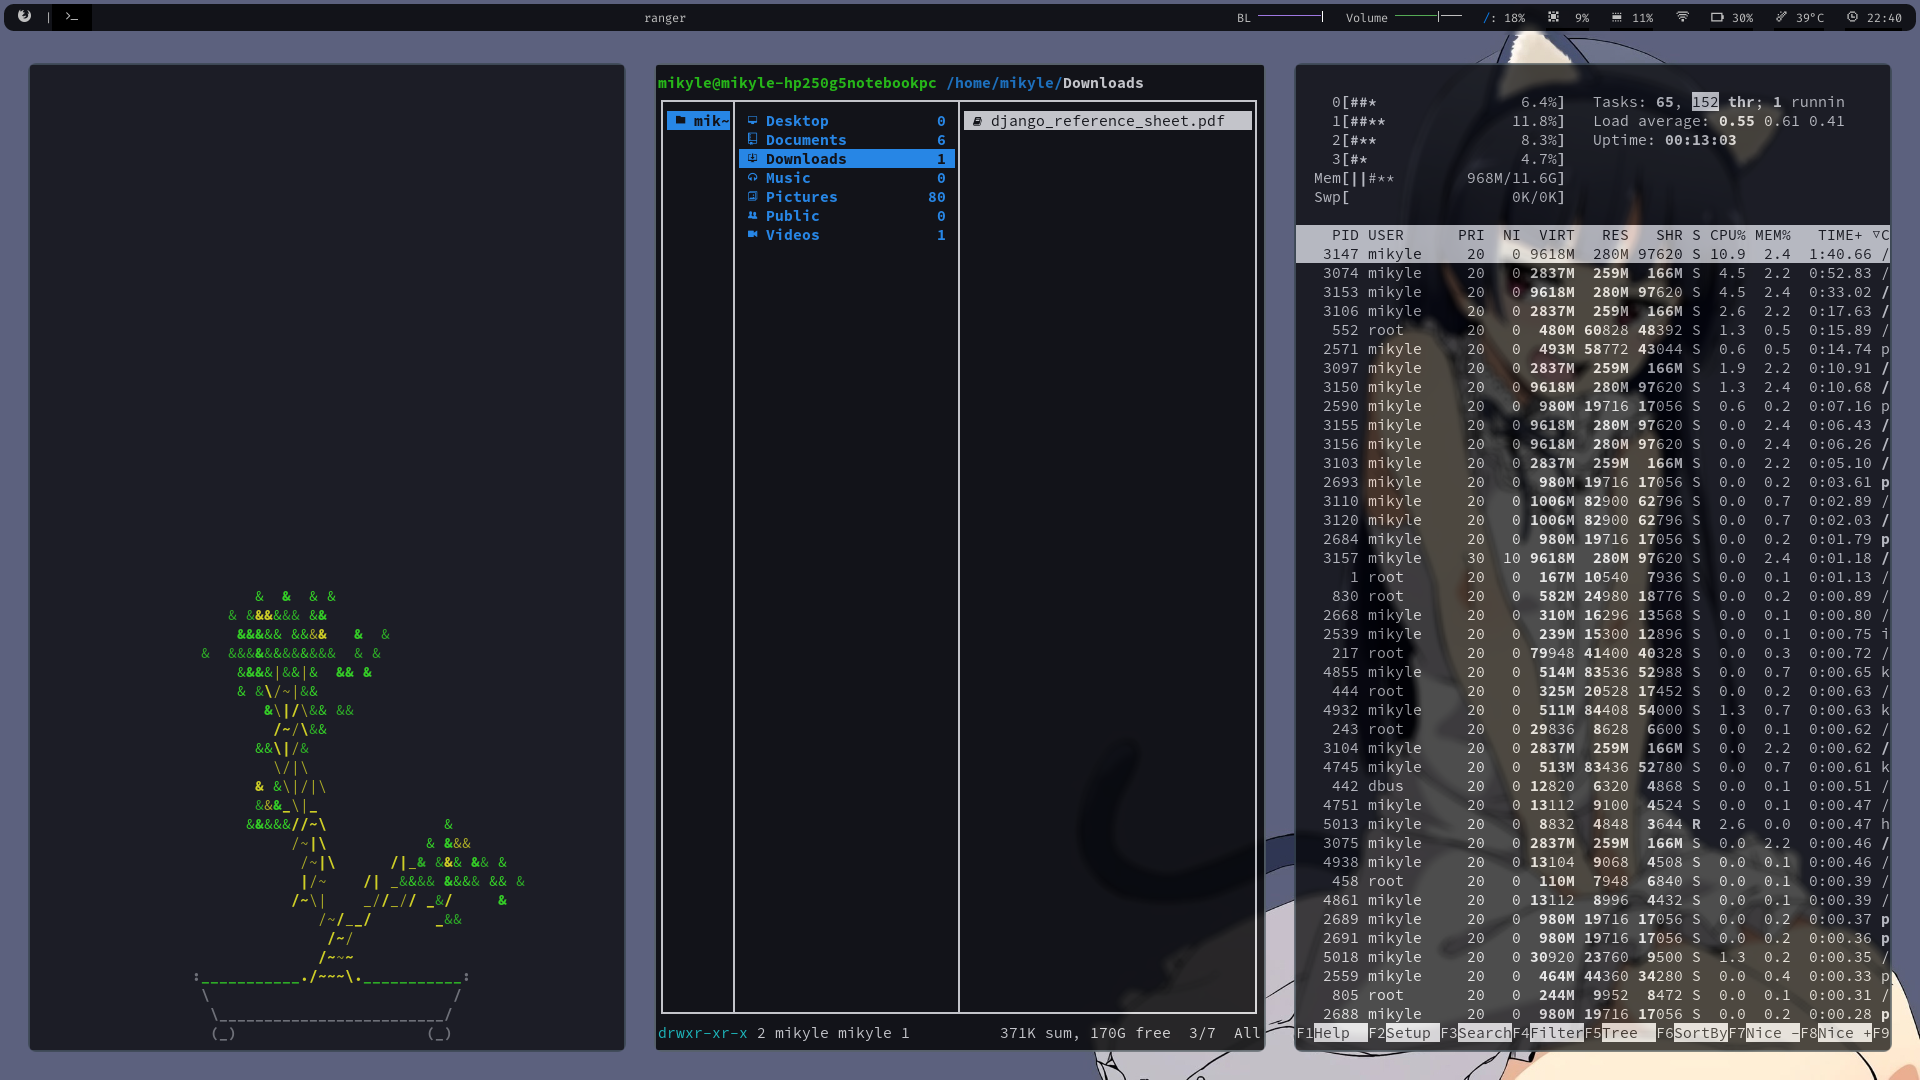 | >_ ranger BL Volume /: 18% 9% 11% 30% 39°C 22:40
mikyle@mikyle-hp250g5notebookpc /home/mikyle/Downloads
mik~
Desktop 0
Documents 6
Downloads 1
Music 0
Pictures 80
Public 0
Videos 1
django_reference_sheet.pdf
drwxr-xr-x 2 mikyle mikyle 1 371K sum, 170G free 3/7 All
0[##* 6.4%] Tasks: 65, 152 thr; 1 runnin
1[##** 11.8%] Load average: 0.55 0.61 0.41
2[#** 8.3%] Uptime: 00:13:03
3[#* 4.7%]
Mem[||#** 968M/11.6G]
Swp[ 0K/0K]
PID USER PRI NI VIRT RES SHR S CPU% MEM% TIME+ ▽C
3147 mikyle 20 0 9618M 280M 97620 S 10.9 2.4 1:40.66 /
3074 mikyle 20 0 2837M 259M 166M S 4.5 2.2 0:52.83 /
3153 mikyle 20 0 9618M 280M 97620 S 4.5 2.4 0:33.02 /
3106 mikyle 20 0 2837M 259M 166M S 2.6 2.2 0:17.63 /
552 root 20 0 480M 60828 48392 S 1.3 0.5 0:15.89 /
2571 mikyle 20 0 493M 58772 43044 S 0.6 0.5 0:14.74 p
3097 mikyle 20 0 2837M 259M 166M S 1.9 2.2 0:10.91 /
3150 mikyle 20 0 9618M 280M 97620 S 1.3 2.4 0:10.68 /
2590 mikyle 20 0 980M 19716 17056 S 0.6 0.2 0:07.16 p
3155 mikyle 20 0 9618M 280M 97620 S 0.0 2.4 0:06.43 /
3156 mikyle 20 0 9618M 280M 97620 S 0.0 2.4 0:06.26 /
3103 mikyle 20 0 2837M 259M 166M S 0.0 2.2 0:05.10 /
2693 mikyle 20 0 980M 19716 17056 S 0.0 0.2 0:03.61 p
3110 mikyle 20 0 1006M 82900 62796 S 0.0 0.7 0:02.89 /
3120 mikyle 20 0 1006M 82900 62796 S 0.0 0.7 0:02.03 /
2684 mikyle 20 0 980M 19716 17056 S 0.0 0.2 0:01.79 p
3157 mikyle 30 10 9618M 280M 97620 S 0.0 2.4 0:01.18 /
1 root 20 0 167M 10540 7936 S 0.0 0.1 0:01.13 /
830 root 20 0 582M 24980 18776 S 0.0 0.2 0:00.89 /
2668 mikyle 20 0 310M 16296 13568 S 0.0 0.1 0:00.80 /
2539 mikyle 20 0 239M 15300 12896 S 0.0 0.1 0:00.75 i
217 root 20 0 79948 41400 40328 S 0.0 0.3 0:00.72 /
4855 mikyle 20 0 514M 83536 52988 S 0.0 0.7 0:00.65 k
444 root 20 0 325M 20528 17452 S 0.0 0.2 0:00.63 /
4932 mikyle 20 0 511M 84408 54000 S 1.3 0.7 0:00.63 k
243 root 20 0 29836 8628 6600 S 0.0 0.1 0:00.62 /
3104 mikyle 20 0 2837M 259M 166M S 0.0 2.2 0:00.62 /
4745 mikyle 20 0 513M 83436 52780 S 0.0 0.7 0:00.61 k
442 dbus 20 0 12820 6320 4868 S 0.0 0.1 0:00.51 /
4751 mikyle 20 0 13112 9100 4524 S 0.0 0.1 0:00.47 /
5013 mikyle 20 0 8832 4848 3644 R 2.6 0.0 0:00.47 h
3075 mikyle 20 0 2837M 259M 166M S 0.0 2.2 0:00.46 /
4938 mikyle 20 0 13104 9068 4508 S 0.0 0.1 0:00.46 /
458 root 20 0 110M 7948 6840 S 0.0 0.1 0:00.39 /
4861 mikyle 20 0 13112 8996 4432 S 0.0 0.1 0:00.39 /
2689 mikyle 20 0 980M 19716 17056 S 0.0 0.2 0:00.37 p
2691 mikyle 20 0 980M 19716 17056 S 0.0 0.2 0:00.36 p
5018 mikyle 20 0 30920 23760 9500 S 1.3 0.2 0:00.35 /
2559 mikyle 20 0 464M 44360 34280 S 0.0 0.4 0:00.33 p
805 root 20 0 244M 9952 8472 S 0.0 0.1 0:00.31 /
2688 mikyle 20 0 980M 19716 17056 S 0.0 0.2 0:00.28 p
F1Help F2Setup F3SearchF4FilterF5Tree F6SortByF7Nice -F8Nice +F9